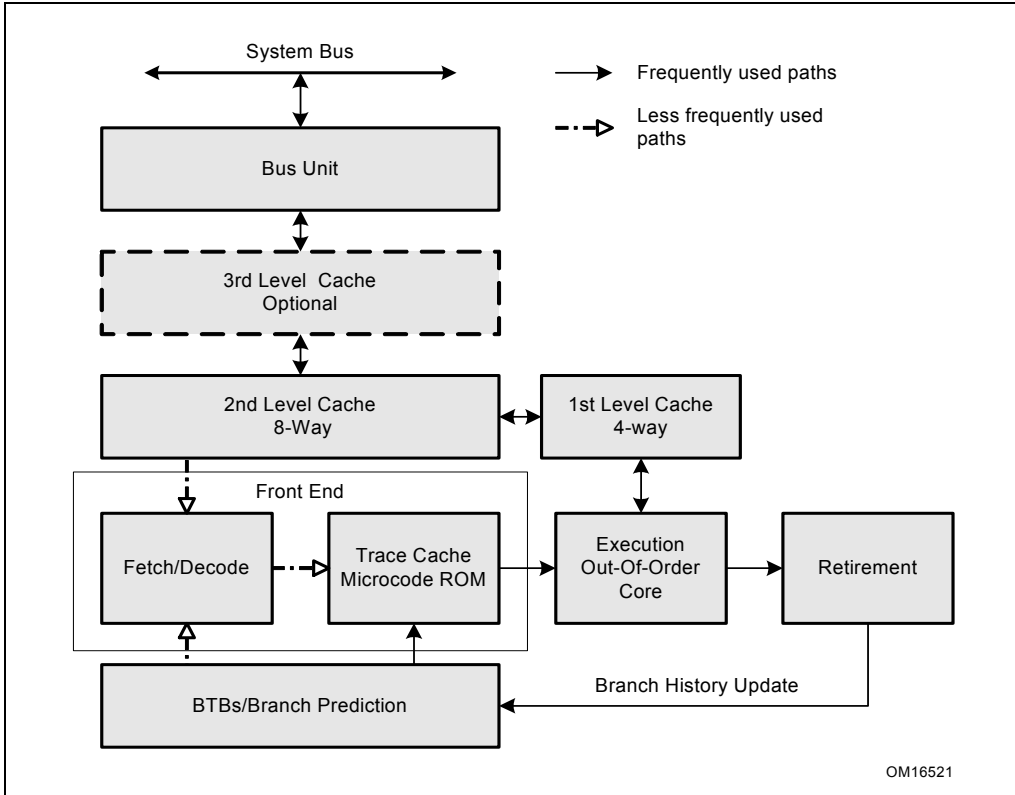 System Bus
Frequently used paths
Less frequently used
paths
Bus Unit
3rd Level Cache
Optional
2nd Level Cache
8-Way
1st Level Cache
4-way
Front End
Fetch/Decode
Trace Cache
Microcode ROM
Execution
Out-Of-Order
Core
Retirement
BTBs/Branch Prediction
Branch History Update
OM16521